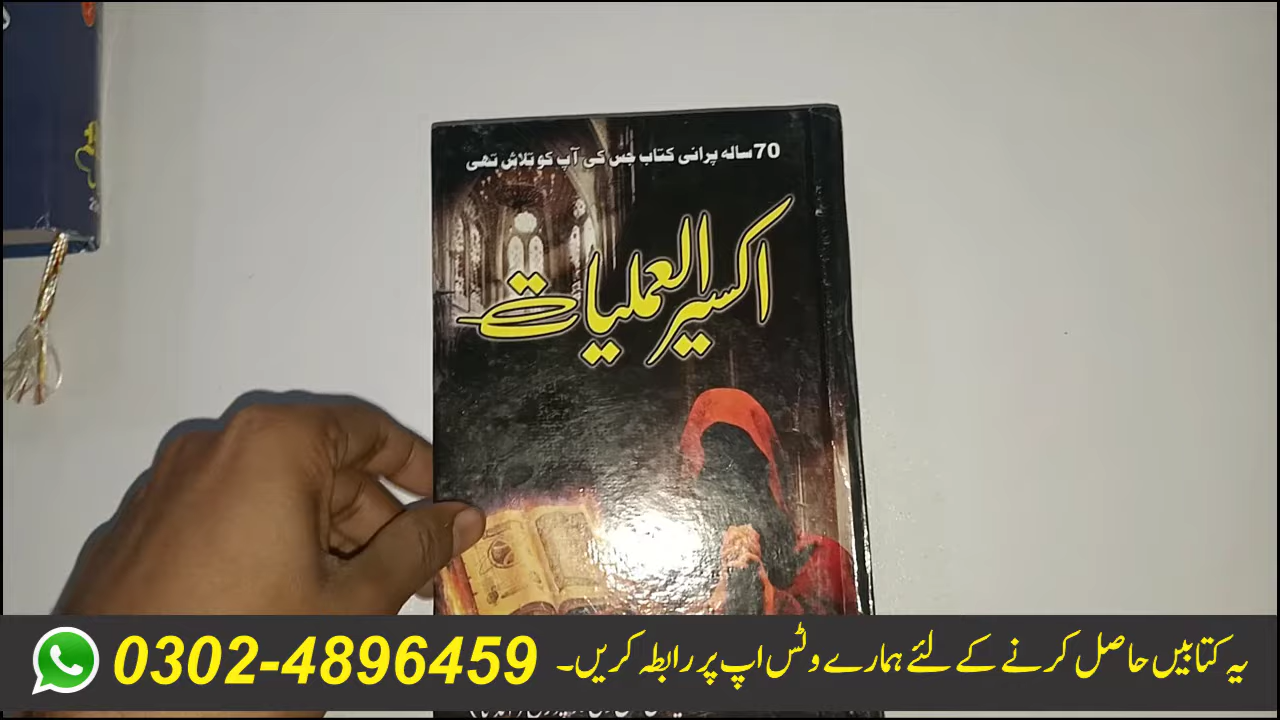 70 سالہ پرانی کتاب جس کی آپ کو تلاش تھی
اکسیر العملیات
یہ کتابیں حاصل کرنے کے لئے ہمارے وٹس اپ پر رابطہ کریں۔ 0302-4896459